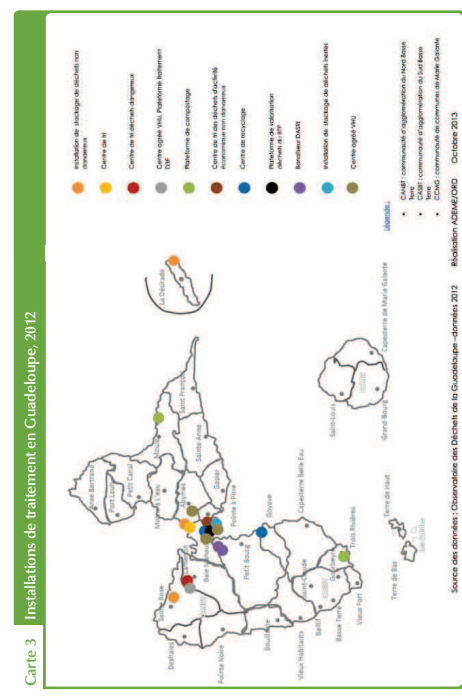 Carte 3 Installations de traitement en Guadeloupe, 2012
Installation de stockage de déchets non
dangereux
Centre de tri
Centre de tri déchets dangereux
Centre agréé VHU, Plateforme traitement
Plateforme de compostage
Centre de tri des déchets d'activité
économique non dangereux
Centre de recyclage
Plateforme de valorisation
déchets du BTP
Banaliseur DASRI
Installation de stockage de déchets inertes
Centre agréé VHU
Légende :
• CANBT : communauté d'agglomération du Nord Basse
Terre
• CASBT : communauté d'agglomération du Sud Basse
Terre
• CCMG : communauté de communes de Marie Galante
La Désirade
Anse Bertrand
Port Louis
Petit Canal
Morne à L'eau
Moule
Saint François
Sainte Anne
Gosier
Pointe à Pitre
Abymes
Baie Mahault
Sainte Rose
Deshaies
Pointe Noire
Petit Bourg
Goyave
Bouillante
Capesterre Belle Eau
Vieux Habitants
Saint Claude
Baillif
Basse Terre
Gourbeyre
Trois Rivières
Vieux Fort
Terre de Bas
Terre de Haut
Saint-Louis
Grand-Bourg
Capesterre de Marie Galante
Source des données : Observatoire des Déchets de la Guadeloupe -données 2012 Réalisation ADEME/ORD Octobre 2013